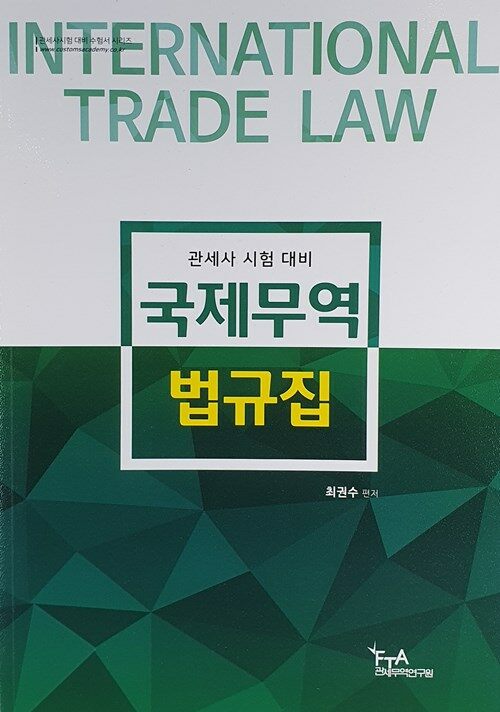 INTERNATIONAL
관세사시험 대비 수험서 시리즈
www.customsacademy.co.kr
TRADE LAW
관세사 시험 대비
국제무역
법규집
최권수 편저
FTA
관세무역연구원